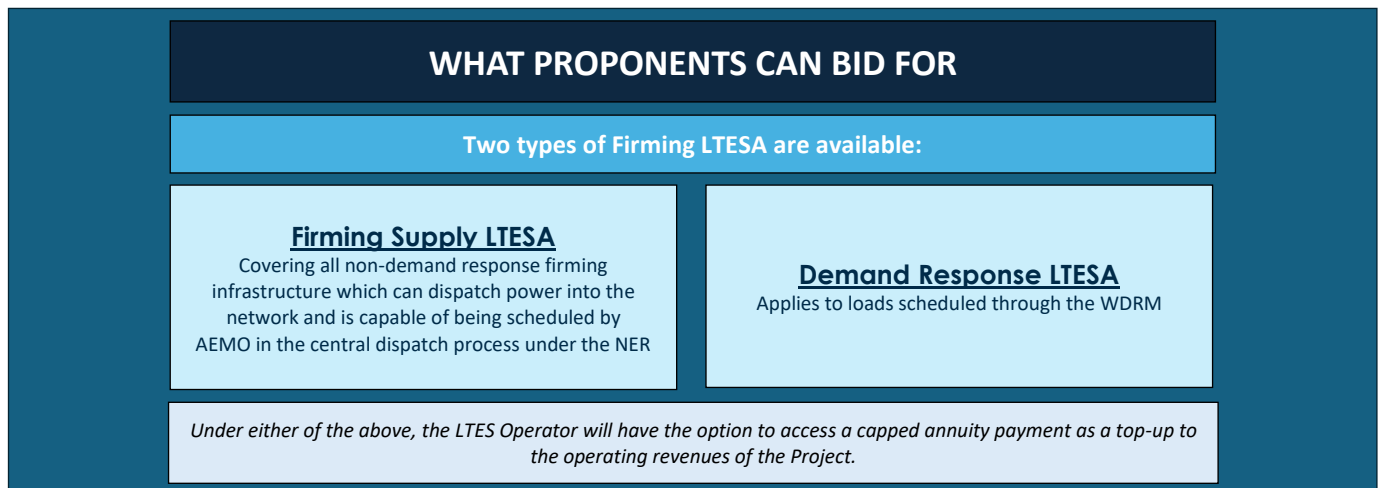 WHAT PROPONENTS CAN BID FOR
Two types of Firming LTESA are available:
Firming Supply LTESA
Covering all non-demand response firming
infrastructure which can dispatch power into the
network and is capable of being scheduled by
AEMO in the central dispatch process under the NER
Demand Response LTESA
Applies to loads scheduled through the WDRM
Under either of the above, the LTES Operator will have the option to access a capped annuity payment as a top-up to
the operating revenues of the Project.